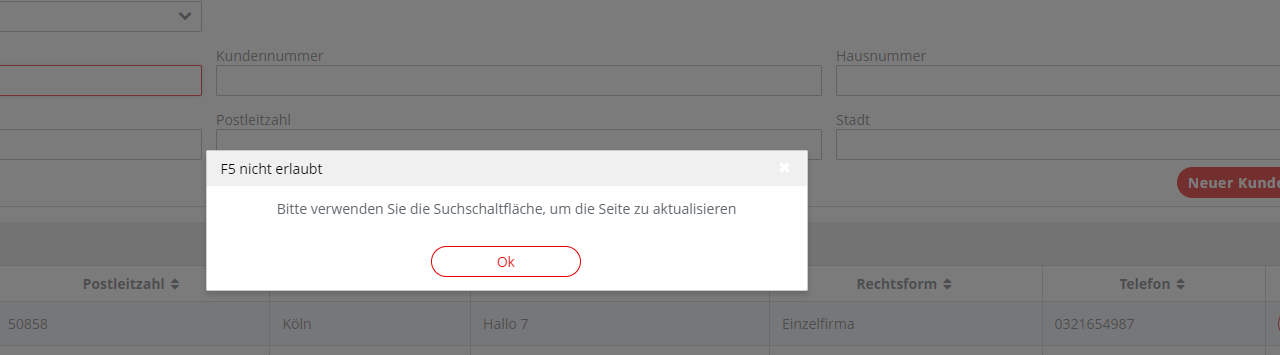 Kundennummer
Hausnummer
Postleitzahl
Stadt
F5 nicht erlaubt
Bitte verwenden Sie die Suchschaltfläche, um die Seite zu aktualisieren
Ok
Neuer Kunde
Postleitzahl Rechtsform Telefon
50858 Köln Hallo 7 Einzelfirma 0321654987